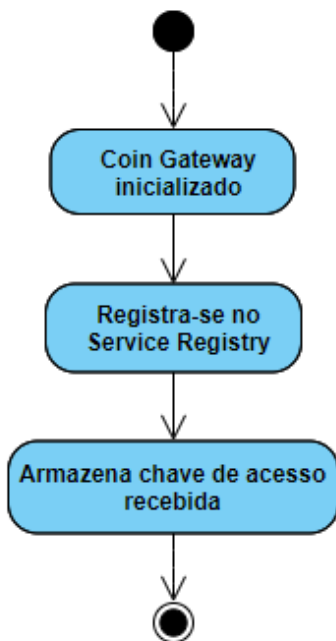 Coin Gateway
inicializado
Registra-se no
Service Registry
Armazena chave de acesso
recebida